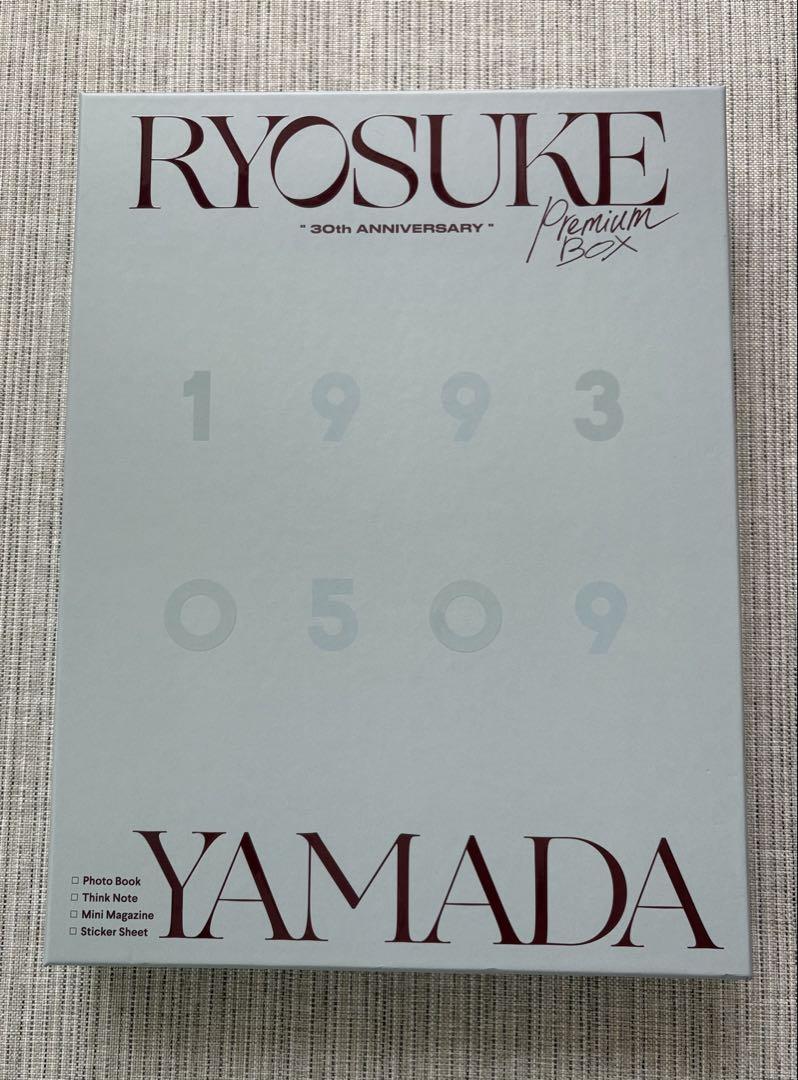 RYOSUKE
" 30th ANNIVERSARY "
Premium
BOX
1 9 9 3
0 5 0 9
YAMADA
☐ Photo Book
☐ Think Note
☐ Mini Magazine
☐ Sticker Sheet